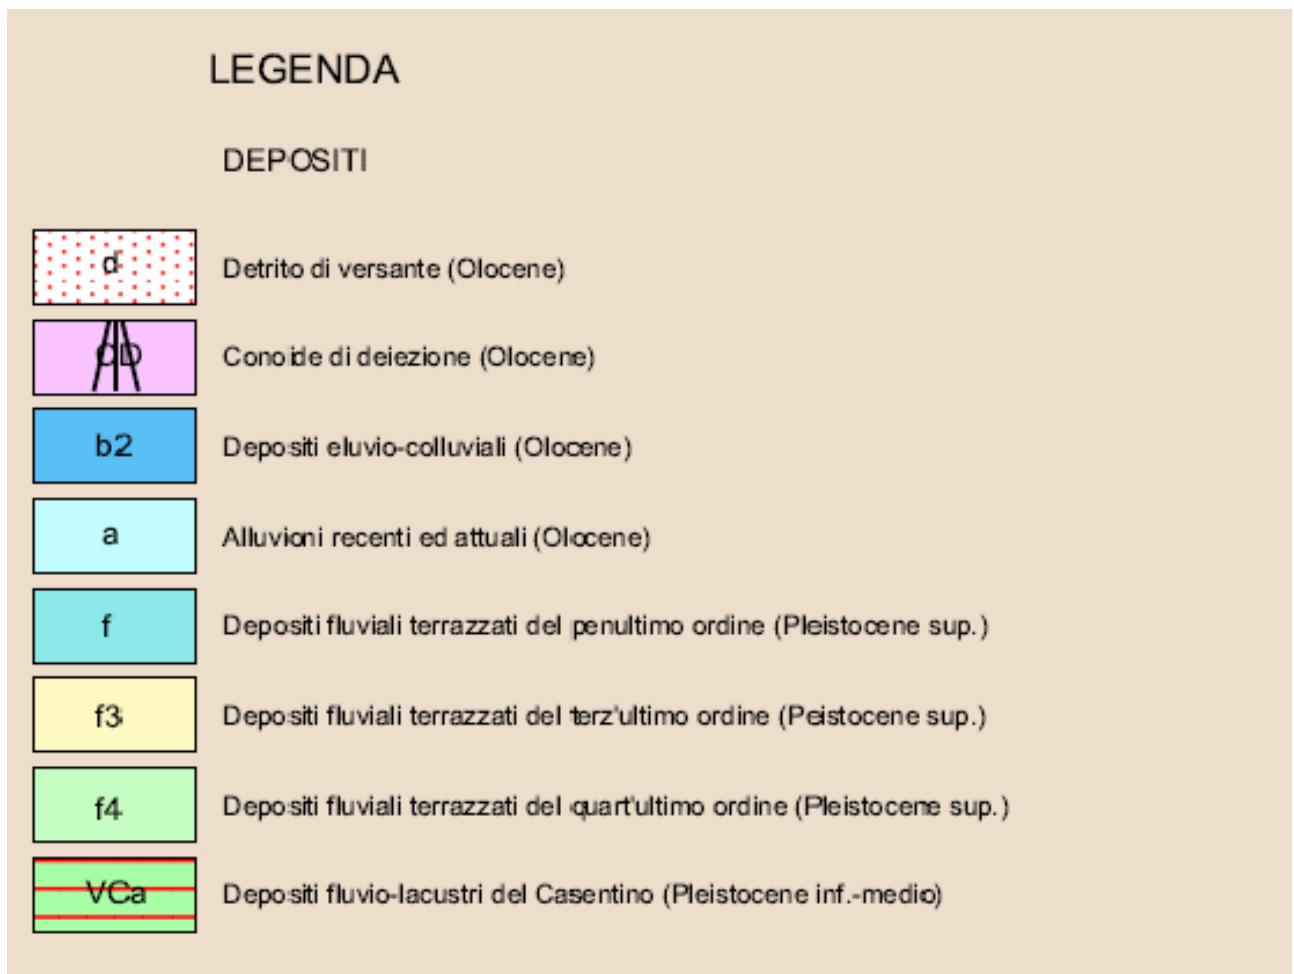 LEGENDA
DEPOSITI
d Detrito di versante (Olocene)
CD Conoide di deiezione (Olocene)
b2 Depositi eluvio-colluviali (Olocene)
a Alluvioni recenti ed attuali (Olocene)
f Depositi fluviali terrazzati del penultimo ordine (Pleistocene sup.)
f3 Depositi fluviali terrazzati del terz'ultimo ordine (Peistocene sup.)
f4 Depositi fluviali terrazzati del quart'ultimo ordine (Pleistocene sup.)
VCa Depositi fluvio-lacustri del Casentino (Pleistocene inf.-medio)